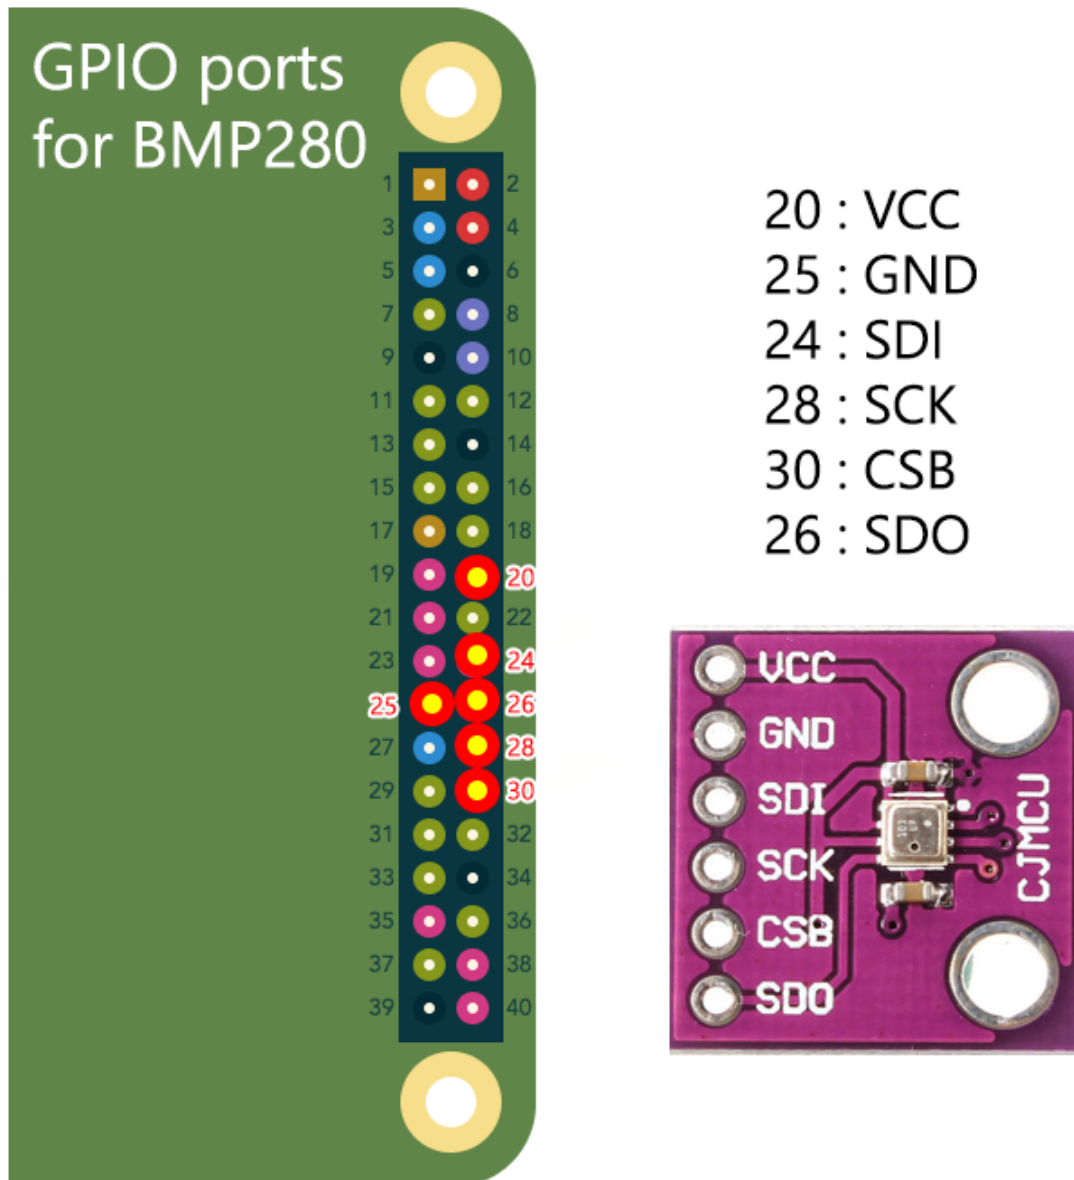 GPIO ports
for BMP280
1 2
3 4
5 6
7 8
9 10
11 12
13 14
15 16
17 18
19 20
21 22
23 24
25 26
27 28
29 30
31 32
33 34
35 36
37 38
39 40
20 : VCC
25 : GND
24 : SDI
28 : SCK
30 : CSB
26 : SDO
VCC
GND
SDI
SCK
CSB
SDO
CJMCU